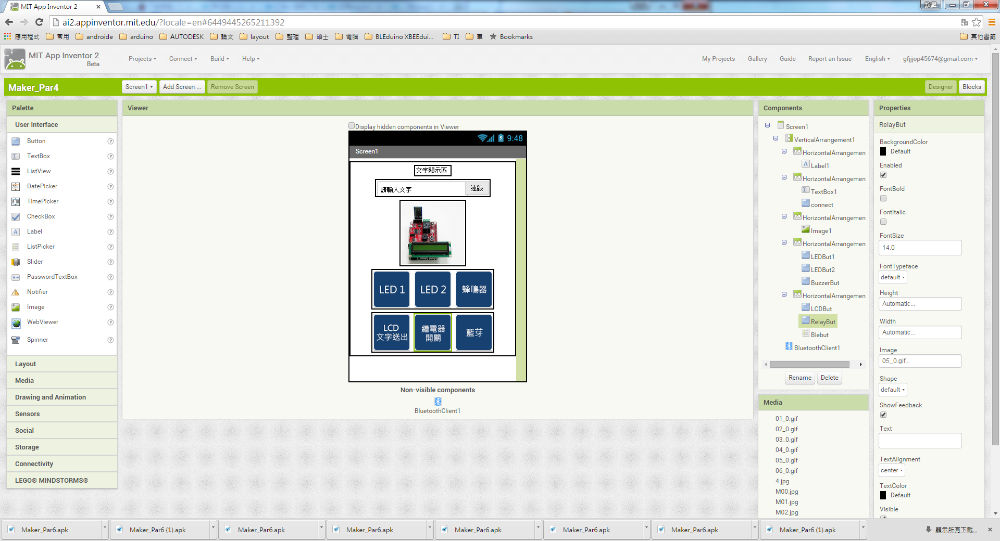 MIT App Inventor 2
欽昇
ai2.appinventor.mit.edu/?locale=en#6449445265211392
應用程式 常用 androide arduino AUTODESK 論文 layout 整理 碩士 電腦 BLEduino XBEEdui... TI 車 Bookmarks 其他書籤
MIT App Inventor 2
Beta
Projects Connect Build Help My Projects Gallery Guide Report an Issue English gfjjjop45674@gmail.com
Maker_Par4 Screen1 Add Screen ... Remove Screen Designer Blocks
Palette
User Interface
Button
TextBox
ListView
DatePicker
TimePicker
CheckBox
Label
ListPicker
Slider
PasswordTextBox
Notifier
Image
WebViewer
Spinner
Layout
Media
Drawing and Animation
Sensors
Social
Storage
Connectivity
LEGO® MINDSTORMS®
Viewer
Display hidden components in Viewer
9:48
Screen1
文字顯示區
請輸入文字 連線
LED 1 LED 2 蜂鳴器
LCD
文字送出
繼電器
開關
藍芽
Non-visible components
BluetoothClient1
Components
Screen1
VerticalArrangement1
HorizontalArrangemen
Label1
HorizontalArrangemen
TextBox1
connect
HorizontalArrangemen
Image1
HorizontalArrangemen
LEDBut1
LEDBut2
BuzzerBut
HorizontalArrangemen
LCDBut
RelayBut
Blebut
BluetoothClient1
Rename Delete
Media
01_0.gif
02_0.gif
03_0.gif
04_0.gif
05_0.gif
06_0.gif
4.jpg
M00.jpg
M01.jpg
M02.jpg
Properties
RelayBut
BackgroundColor
Default
Enabled
FontBold
FontItalic
FontSize
14.0
FontTypeface
default
Height
Automatic...
Width
Automatic...
Image
05_0.gif...
Shape
default
ShowFeedback
Text
TextAlignment
center
TextColor
Default
Visible
Maker_Par6.apk Maker_Par6 (1).apk Maker_Par6.apk Maker_Par6.apk Maker_Par6.apk Maker_Par6.apk Maker_Par6.apk Maker_Par6 (1).apk 顯示所有下載...